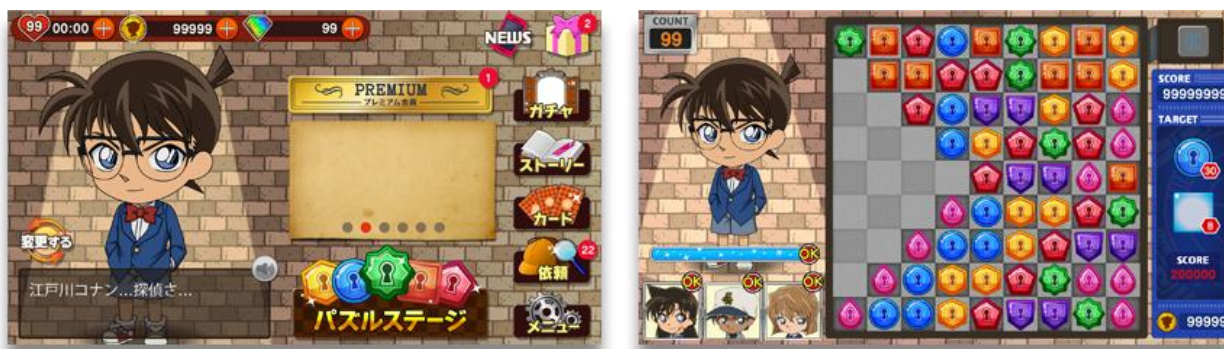 99 00:00
99999
99
NEWS
2
PREMIUM
プレミアム会員
1
ガチャ
ストーリー
カード
22
依頼
メニュー
変更する
江戸川コナン...探偵さ...
パズルステージ
COUNT
99
OK
OK
OK
OK
SCORE
99999999
TARGET
30
8
SCORE
200000
99999